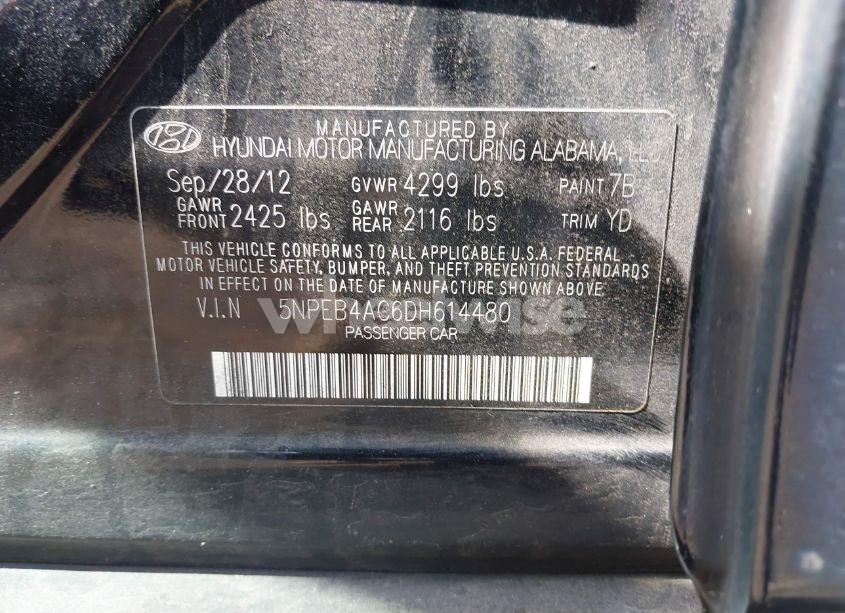 MANUFACTURED BY
HYUNDAI MOTOR MANUFACTURING ALABAMA,
Sep/28/12 GVWR 4299 lbs PAINT 7B
GAWR FRONT 2425 lbs GAWR REAR 2116 lbs TRIM YD
THIS VEHICLE CONFORMS TO ALL APPLICABLE U.S.A. FEDERAL
MOTOR VEHICLE SAFETY, BUMPER, AND THEFT PREVENTION STANDARDS
IN EFFECT ON THE DATE OF MANUFACTURE SHOWN ABOVE.
V.I.N 5NPEB4AC6DH614480
PASSENGER CAR